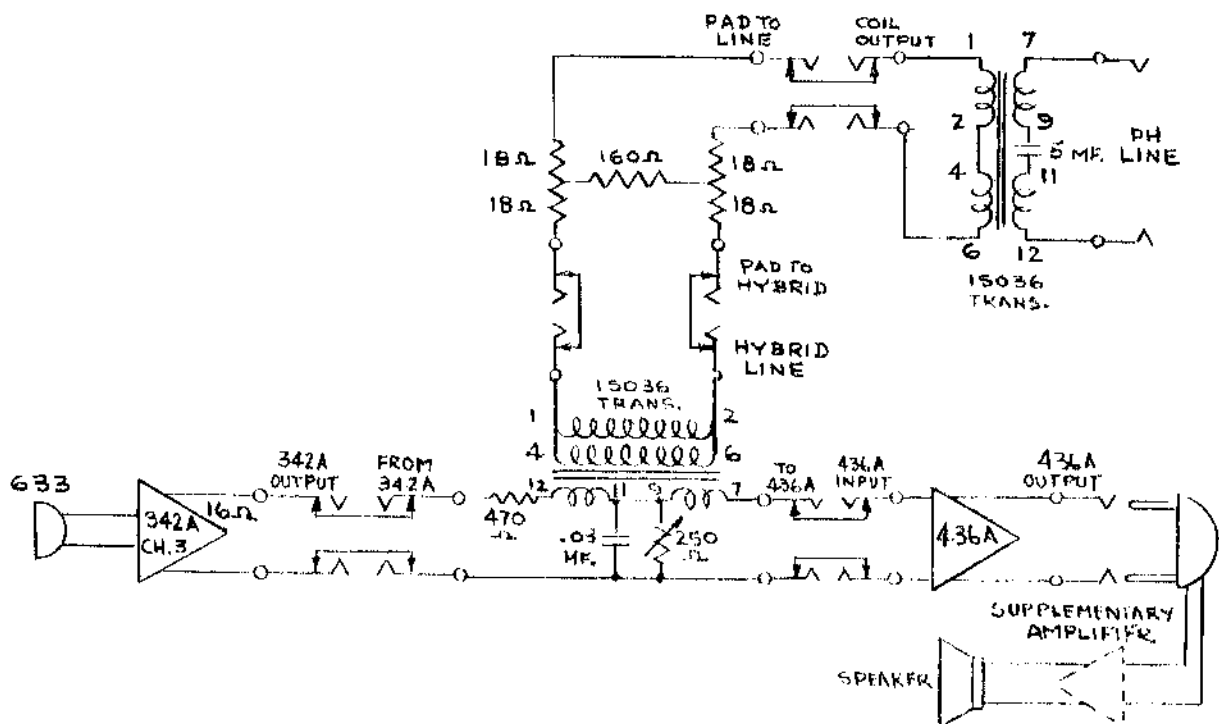 PAD TO
LINE
COIL
OUTPUT
1
7
2
9
5 MF.
PH
LINE
4
11
6
12
15036
TRANS.
18Ω
160Ω
18Ω
18Ω
18Ω
PAD TO
HYBRID
HYBRID
LINE
15036
TRANS.
1
2
4
6
633
342A
CH.3
16Ω
342A
OUTPUT
FROM
342A
12
11
9
7
470
Ω
.03
MF.
250
Ω
TO
436A
436A
INPUT
436A
436A
OUTPUT
SUPPLEMENTARY
AMPLIFIER
SPEAKER